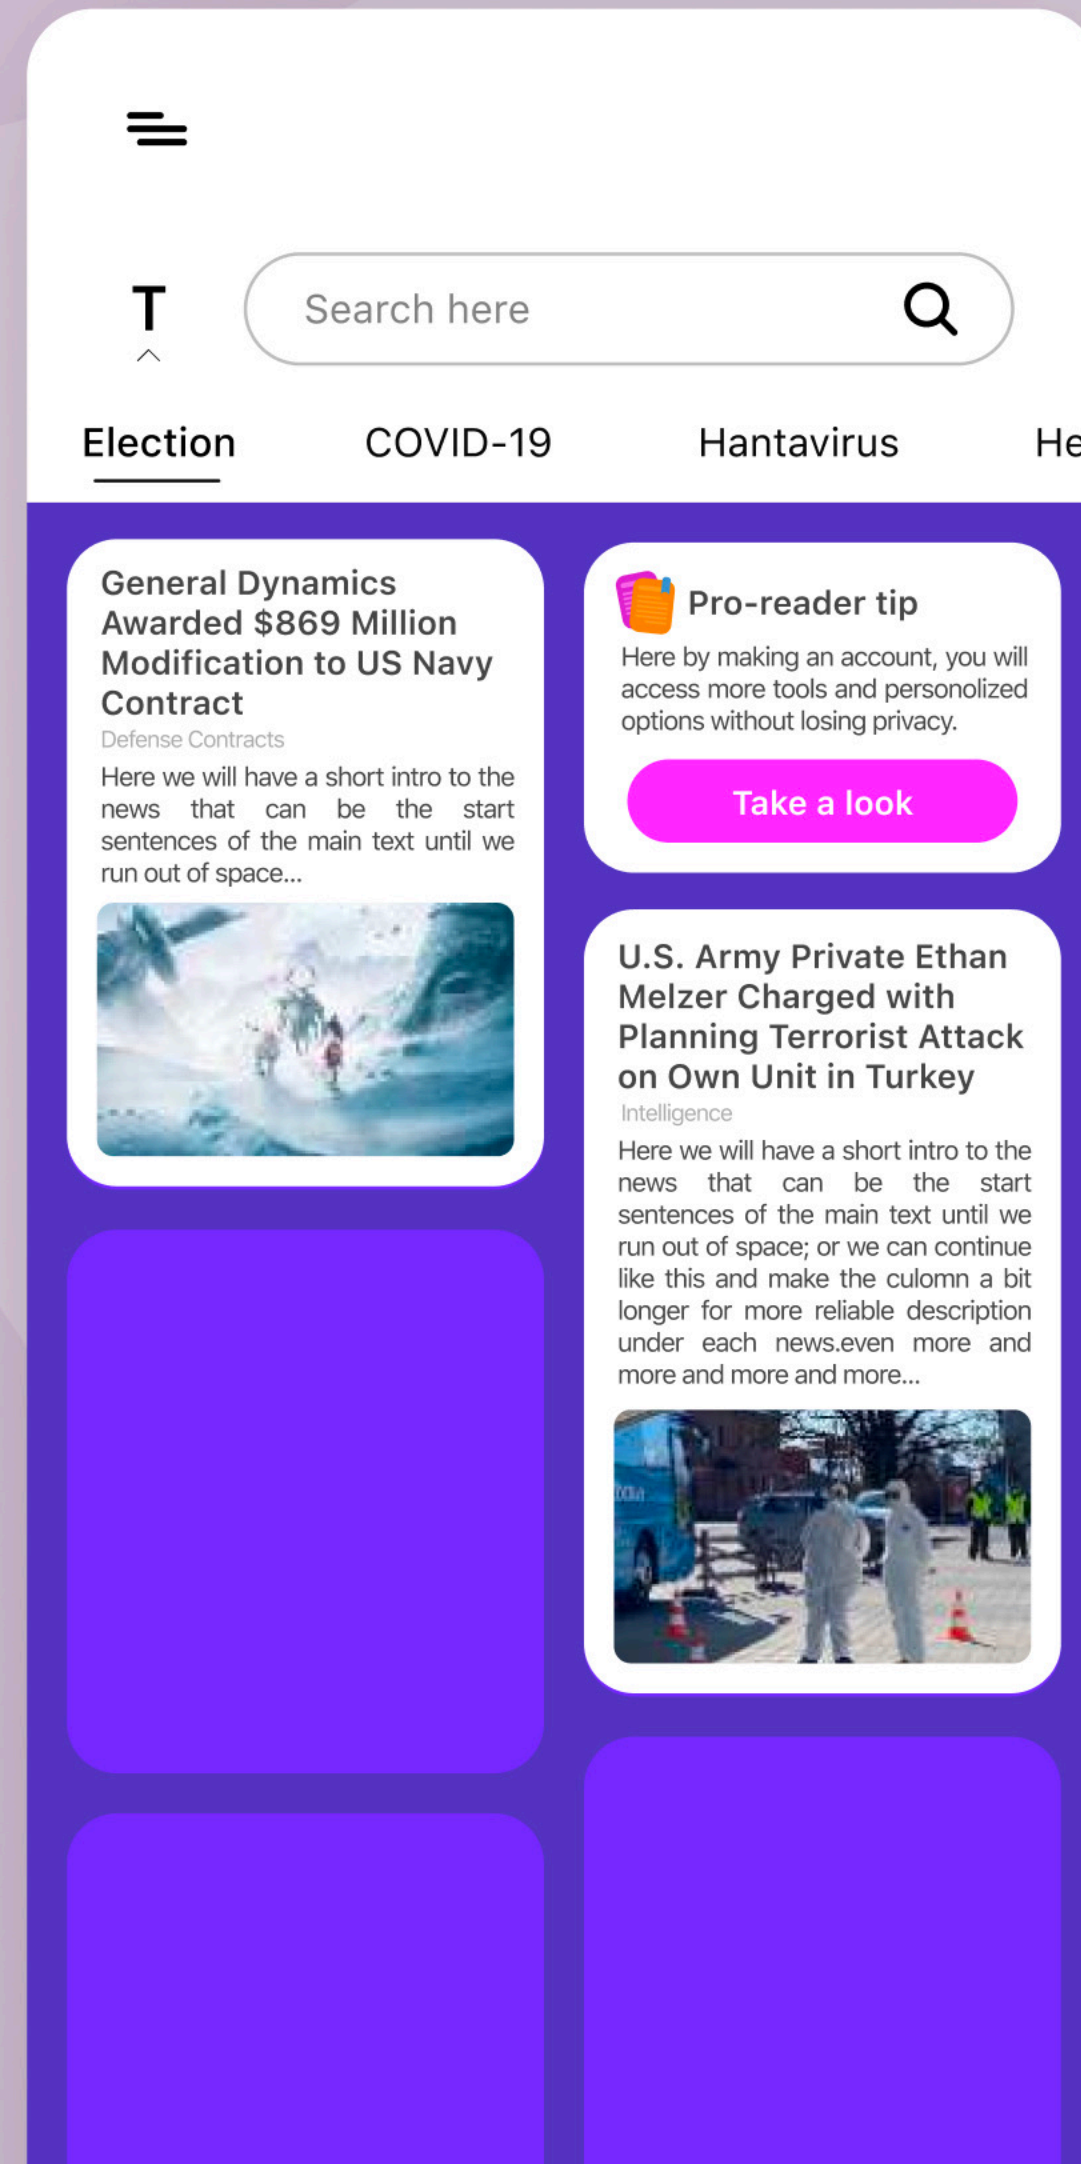 T
Search here
Election
COVID-19
Hantavirus
He
General Dynamics
Awarded $869 Million
Modification to US Navy
Contract
Defense Contracts
Here we will have a short intro to the
news that can be the start
sentences of the main text until we
run out of space...
Pro-reader tip
Here by making an account, you will
access more tools and personolized
options without losing privacy.
Take a look
U.S. Army Private Ethan
Melzer Charged with
Planning Terrorist Attack
on Own Unit in Turkey
Intelligence
Here we will have a short intro to the
news that can be the start
sentences of the main text until we
run out of space; or we can continue
like this and make the culomn a bit
longer for more reliable description
under each news.even more and
more and more and more...